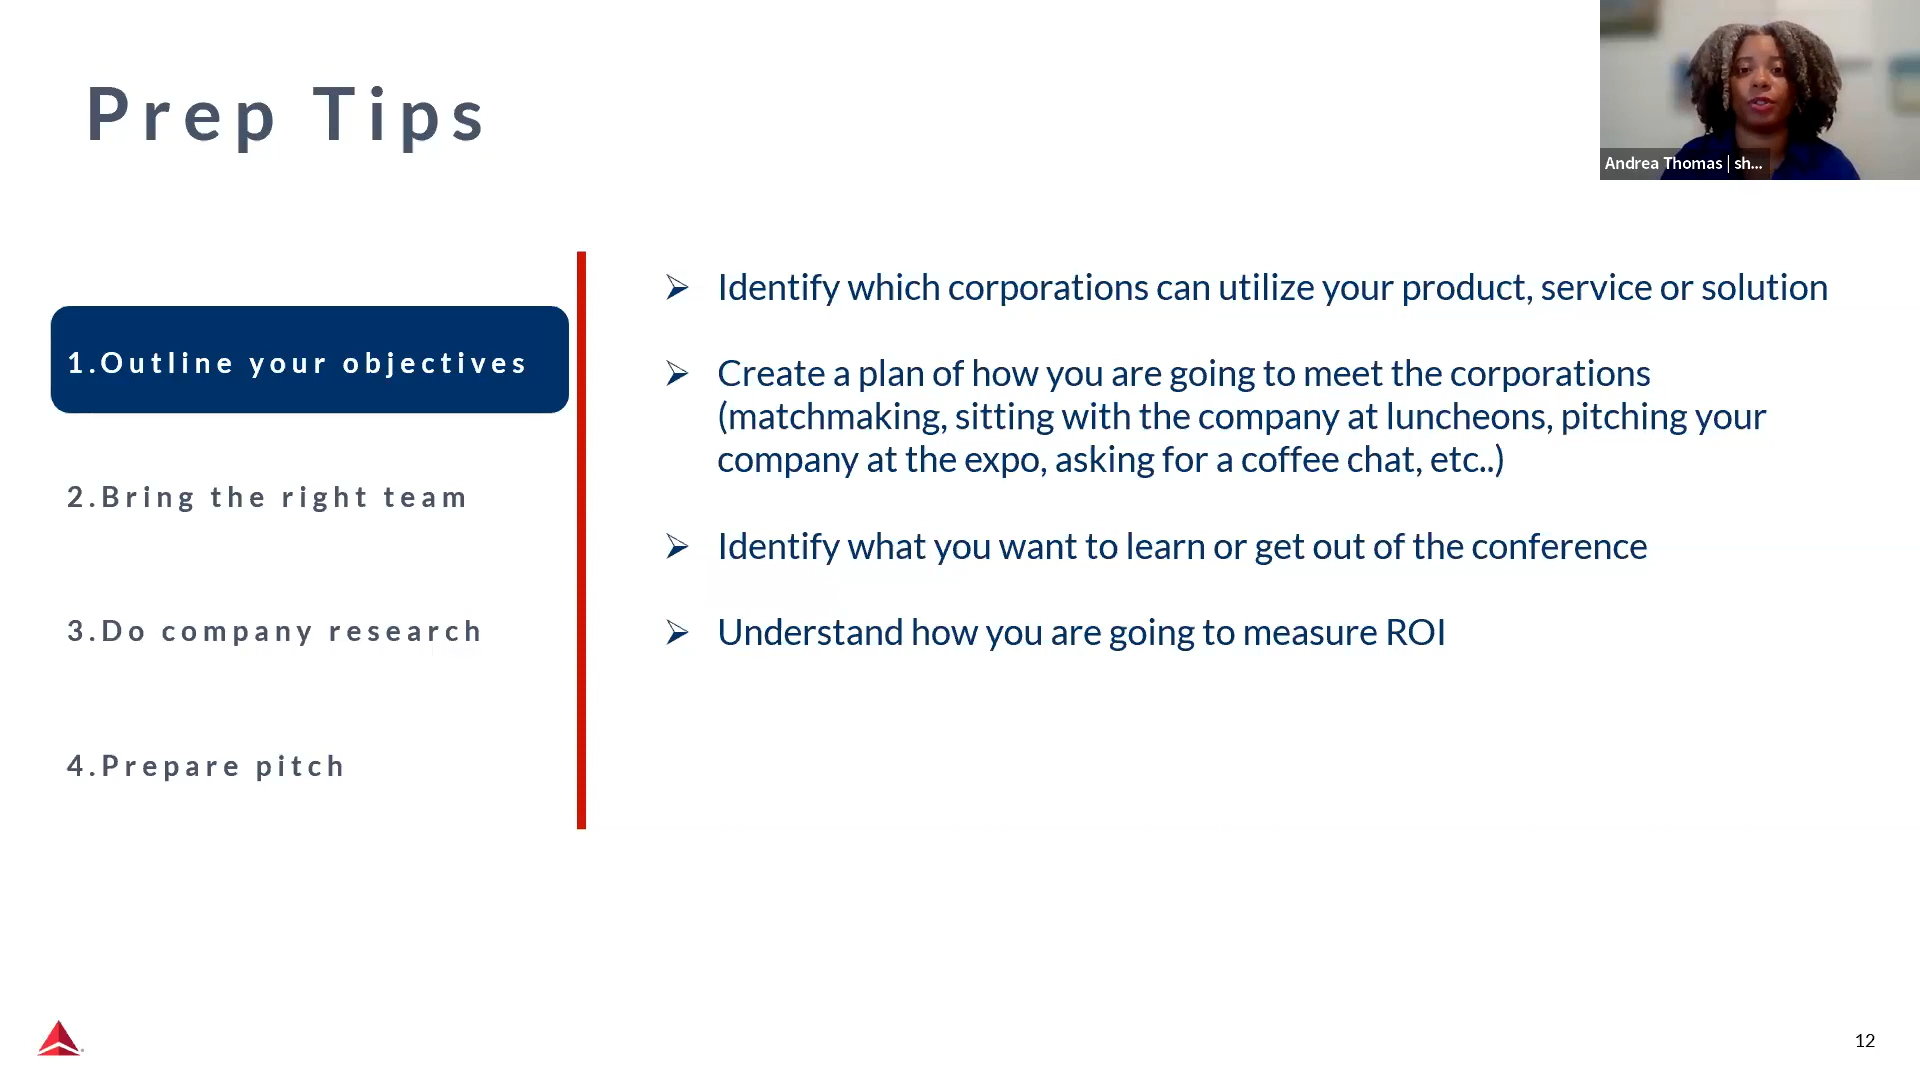 Prep Tips
Andrea Thomas | sh...
1.Outline your objectives
2.Bring the right team
3.Do company research
4.Prepare pitch
Identify which corporations can utilize your product, service or solution
Create a plan of how you are going to meet the corporations
(matchmaking, sitting with the company at luncheons, pitching your
company at the expo, asking for a coffee chat, etc..)
Identify what you want to learn or get out of the conference
Understand how you are going to measure ROI
12